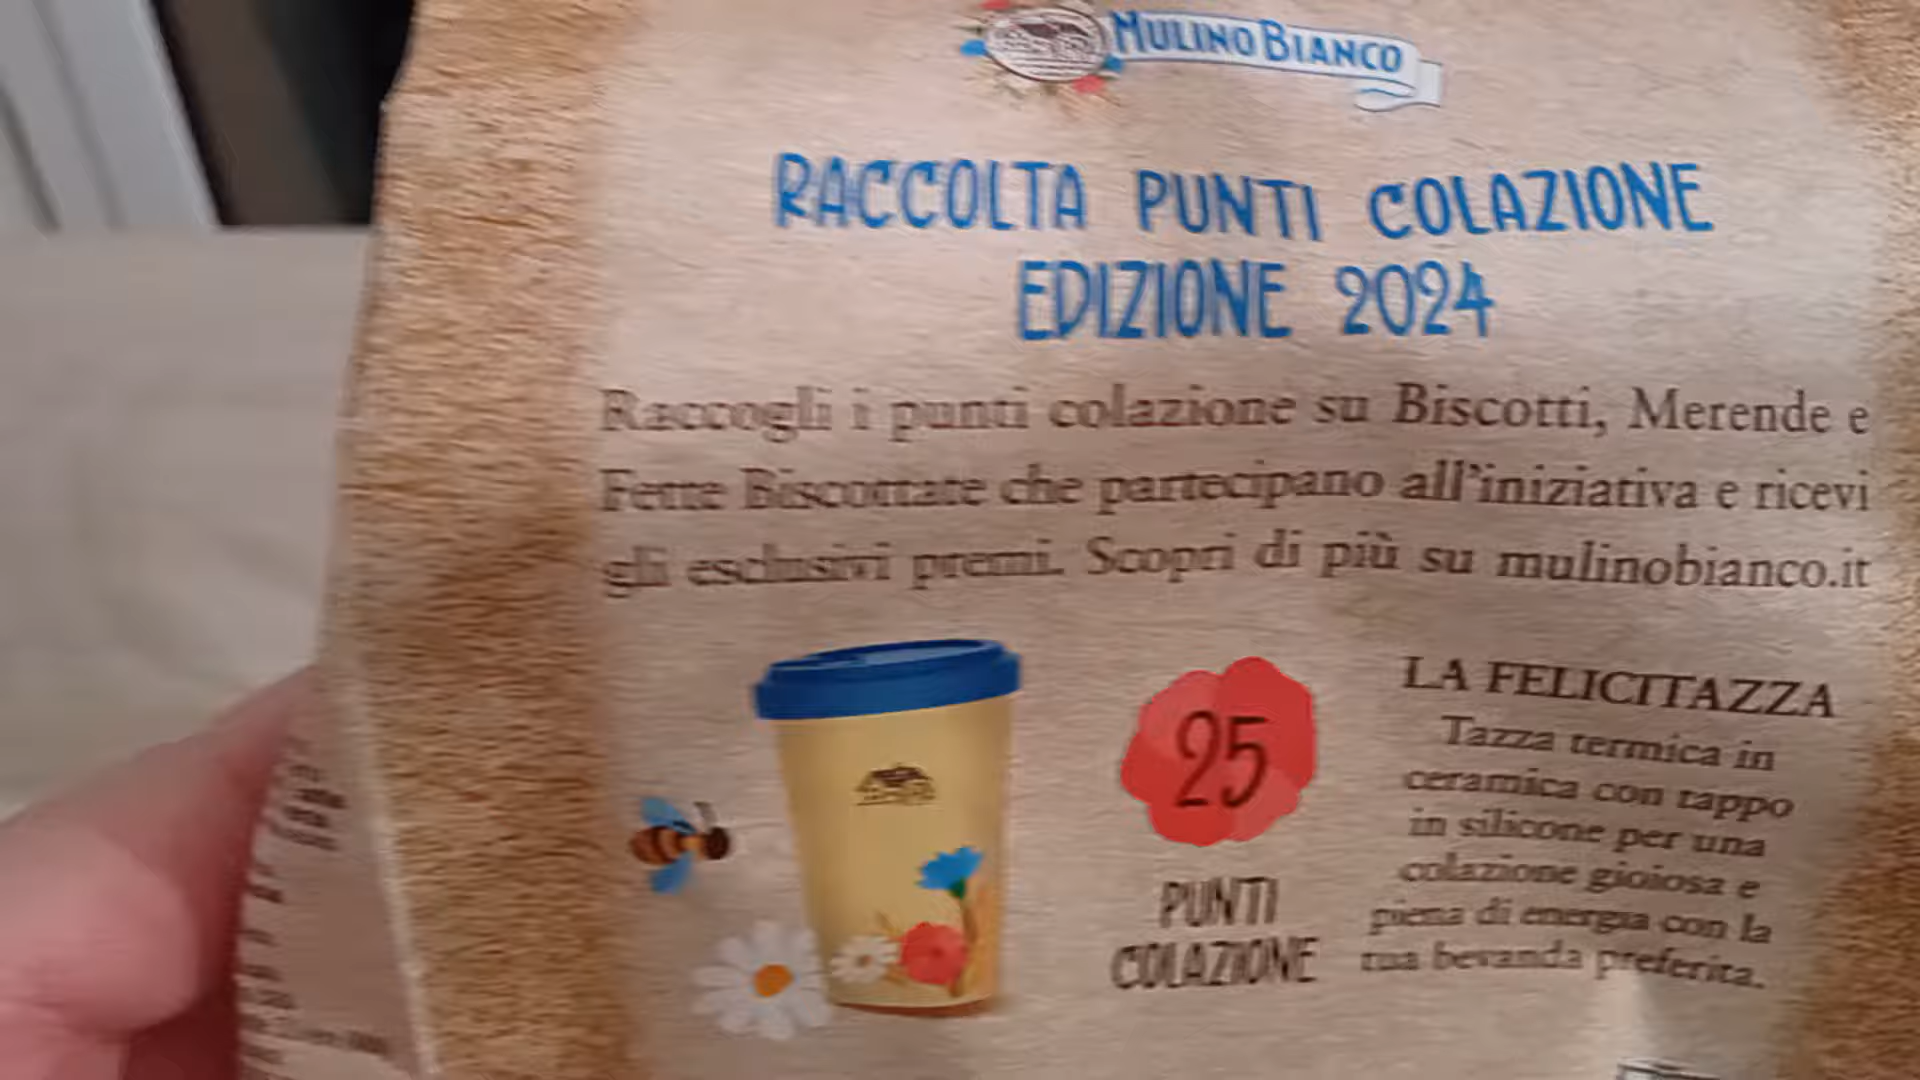 MULINO BIANCO
RACCOLTA PUNTI COLAZIONE
EDIZIONE 2024
Raccogli i punti colazione su Biscotti, Merende e
Fette Biscottate che partecipano all'iniziativa e ricevi
gli esclusivi premi. Scopri di più su mulinobianco.it
25
PUNTI
COLAZIONE
LA FELICITAZZA
Tazza termica in
ceramica con tappo
in silicone per una
colazione gioiosa e
piena di energia con la
tua bevanda preferita.